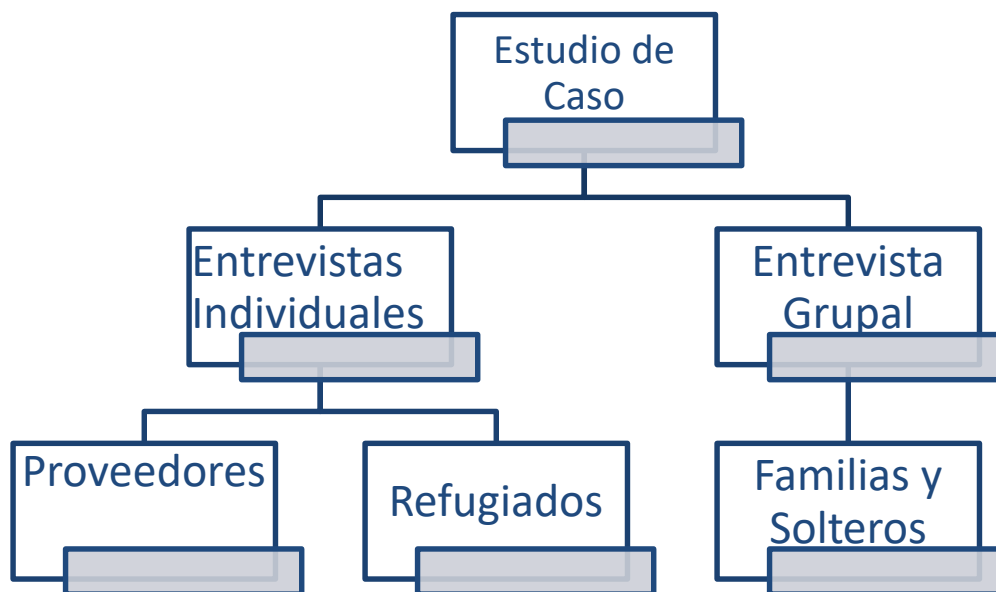 Estudio de
Caso
Entrevistas
Individuales
Entrevista
Grupal
Proveedores
Refugiados
Familias y
Solteros